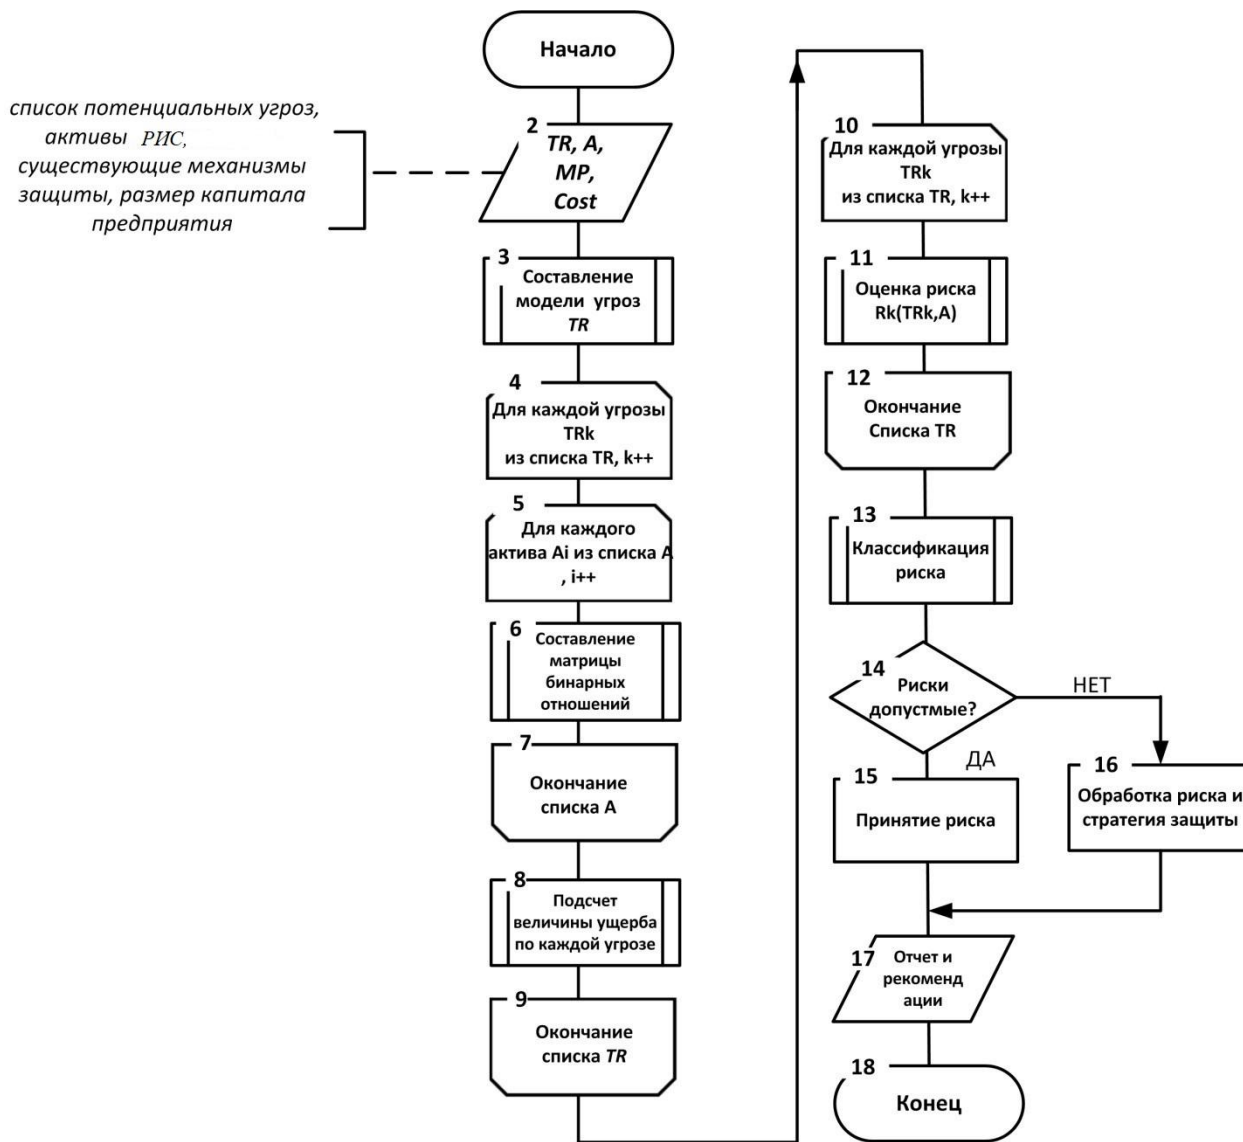 Начало
список потенциальных угроз,
активы РИС,
существующие механизмы
защиты, размер капитала
предприятия
2
TR, A,
MP,
Cost
3
Составление
модели угроз
TR
4
Для каждой угрозы
TRk
из списка TR, k++
5
Для каждого
актива Ai из списка A
, i++
6
Составление
матрицы
бинарных
отношений
7
Окончание
списка A
8
Подсчет
величины ущерба
по каждой угрозе
9
Окончание
списка TR
10
Для каждой угрозы
TRk
из списка TR, k++
11
Оценка риска
Rk(TRk,A)
12
Окончание
Списка TR
13
Классификация
риска
14
Риски
допустмые?
НЕТ
ДА
15
Принятие риска
16
Обработка риска и
стратегия защиты
17
Отчет и
рекоменд
ации
18
Конец